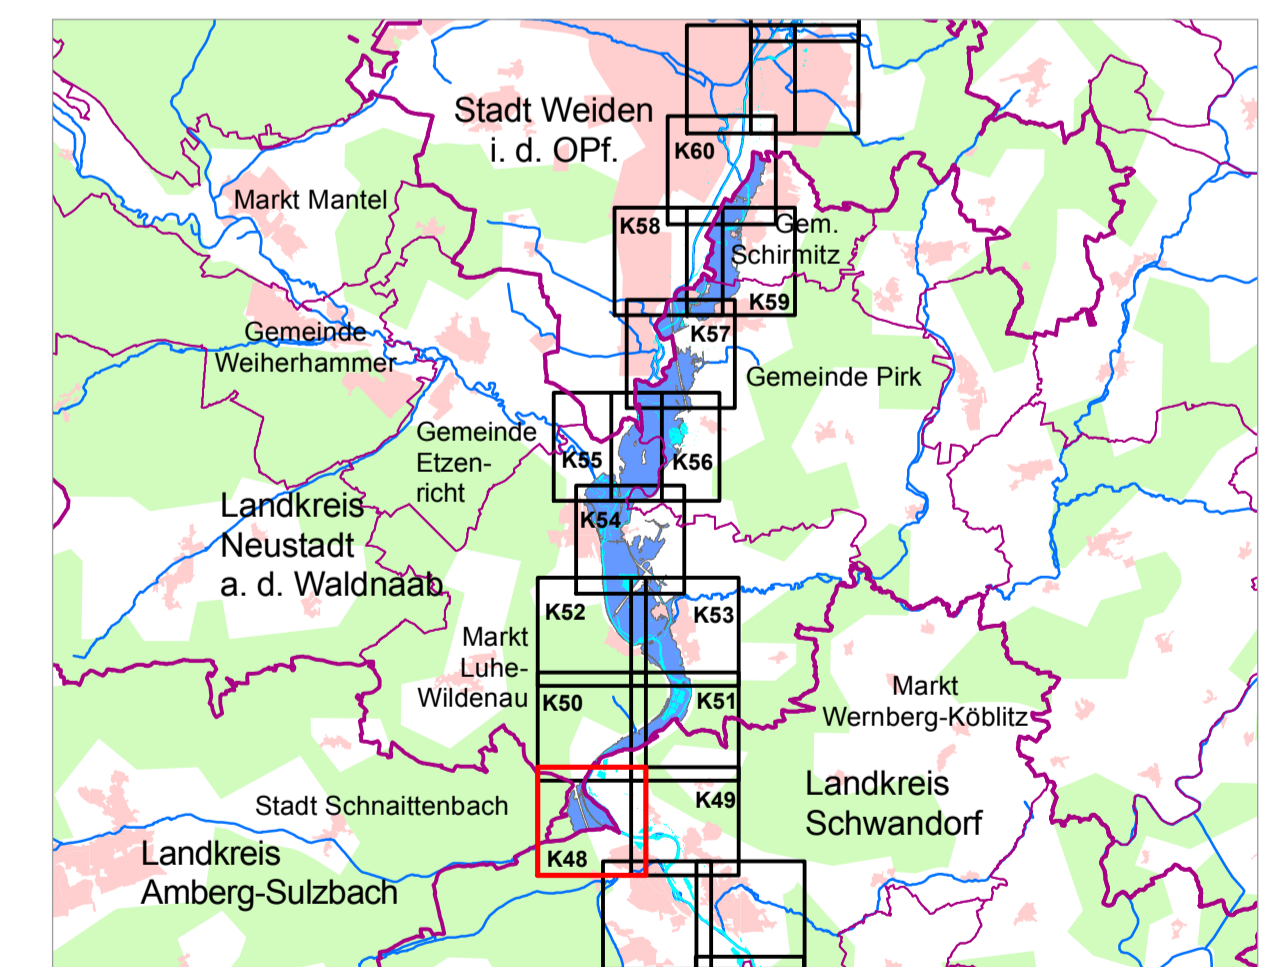 Stadt Weiden
i. d. OPf.
K60
Markt Mantel
K58
Gem.
Schirmitz
K59
Gemeinde
Weiherhammer
K57
Gemeinde Pirk
Gemeinde
Etzen-
richt
K55
K56
Landkreis
Neustadt
a. d. Waldnaab
K54
K52
K53
Markt
Luhe-
Wildenau
K50
K51
Markt
Wernberg-Köblitz
Stadt Schnaittenbach
K49
Landkreis
Schwandorf
K48
Landkreis
Amberg-Sulzbach